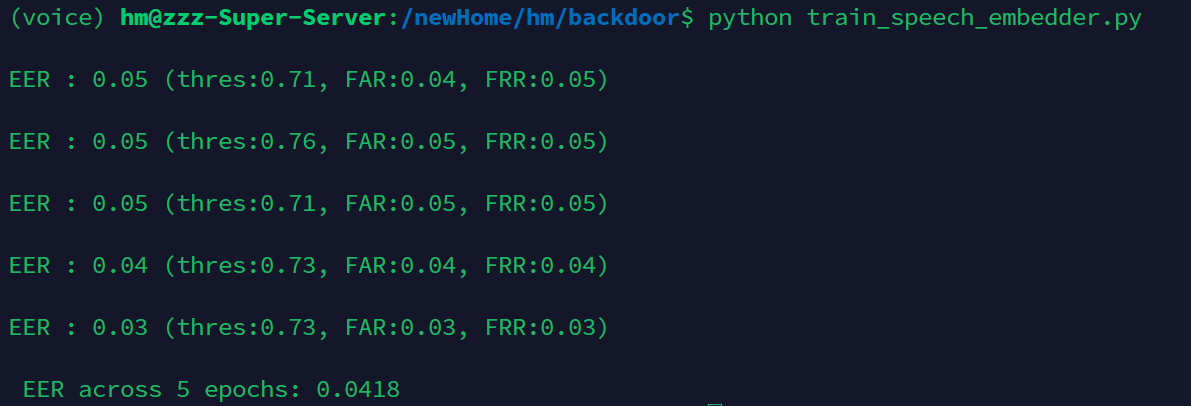 (voice) hm@zzz-Super-Server:/newHome/hm/backdoor$ python train_speech_embedder.py
EER : 0.05 (thres:0.71, FAR:0.04, FRR:0.05)
EER : 0.05 (thres:0.76, FAR:0.05, FRR:0.05)
EER : 0.05 (thres:0.71, FAR:0.05, FRR:0.05)
EER : 0.04 (thres:0.73, FAR:0.04, FRR:0.04)
EER : 0.03 (thres:0.73, FAR:0.03, FRR:0.03)
EER across 5 epochs: 0.0418